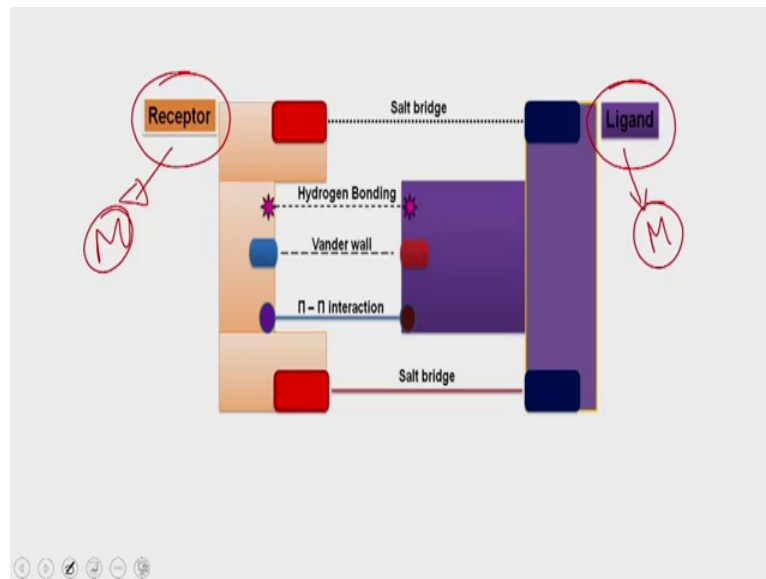 Salt bridge
Receptor
Ligand
Hydrogen Bonding
M
M
Vander wall
Π – Π interaction
Salt bridge